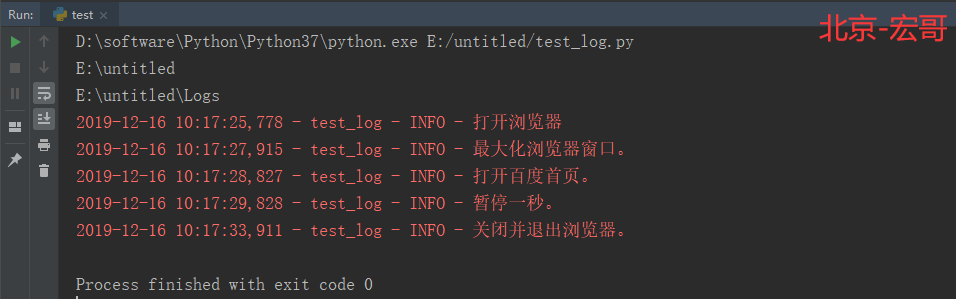 Run: test
北京-宏哥
D:\software\Python\Python37\python.exe E:/untitled/test_log.py
E:\untitled
E:\untitled\Logs
2019-12-16 10:17:25,778 - test_log - INFO - 打开浏览器
2019-12-16 10:17:27,915 - test_log - INFO - 最大化浏览器窗口。
2019-12-16 10:17:28,827 - test_log - INFO - 打开百度首页。
2019-12-16 10:17:29,828 - test_log - INFO - 暂停一秒。
2019-12-16 10:17:33,911 - test_log - INFO - 关闭并退出浏览器。
Process finished with exit code 0